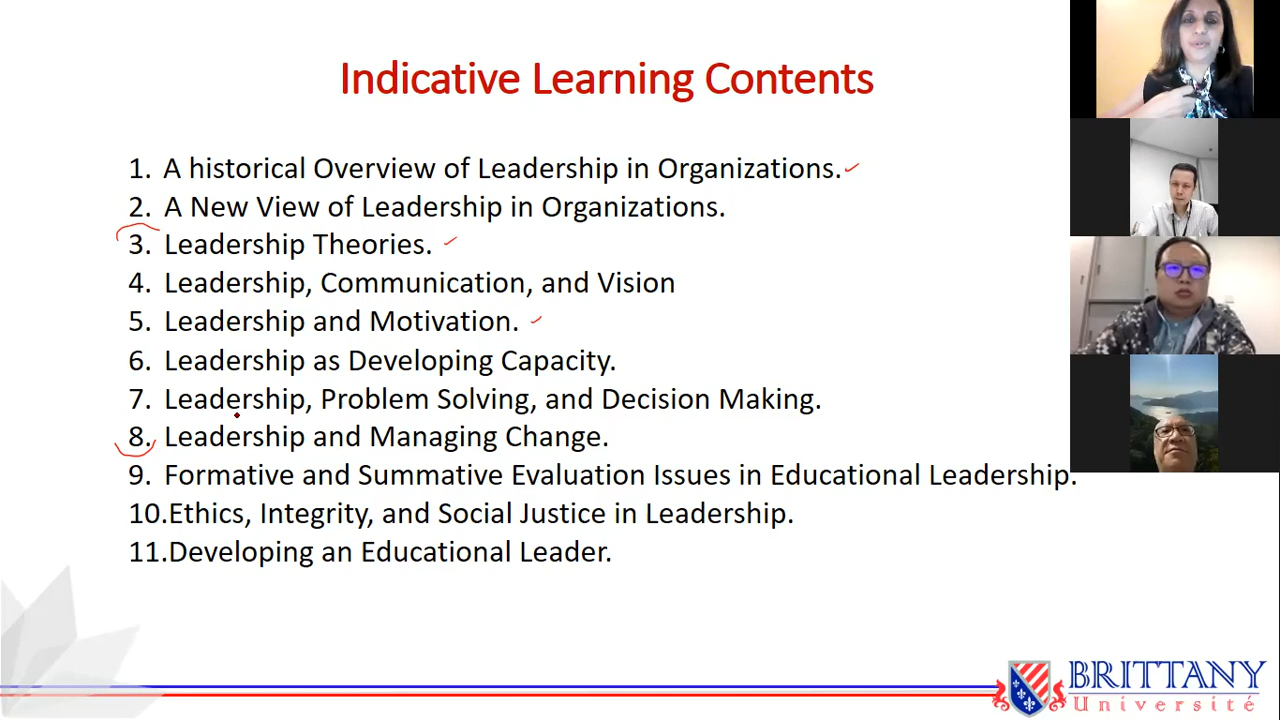 Indicative Learning Contents
1. A historical Overview of Leadership in Organizations.
2. A New View of Leadership in Organizations.
3. Leadership Theories.
4. Leadership, Communication, and Vision
5. Leadership and Motivation.
6. Leadership as Developing Capacity.
7. Leadership, Problem Solving, and Decision Making.
8. Leadership and Managing Change.
9. Formative and Summative Evaluation Issues in Educational Leadership.
10.Ethics, Integrity, and Social Justice in Leadership.
11.Developing an Educational Leader.
BRITTANY
Université